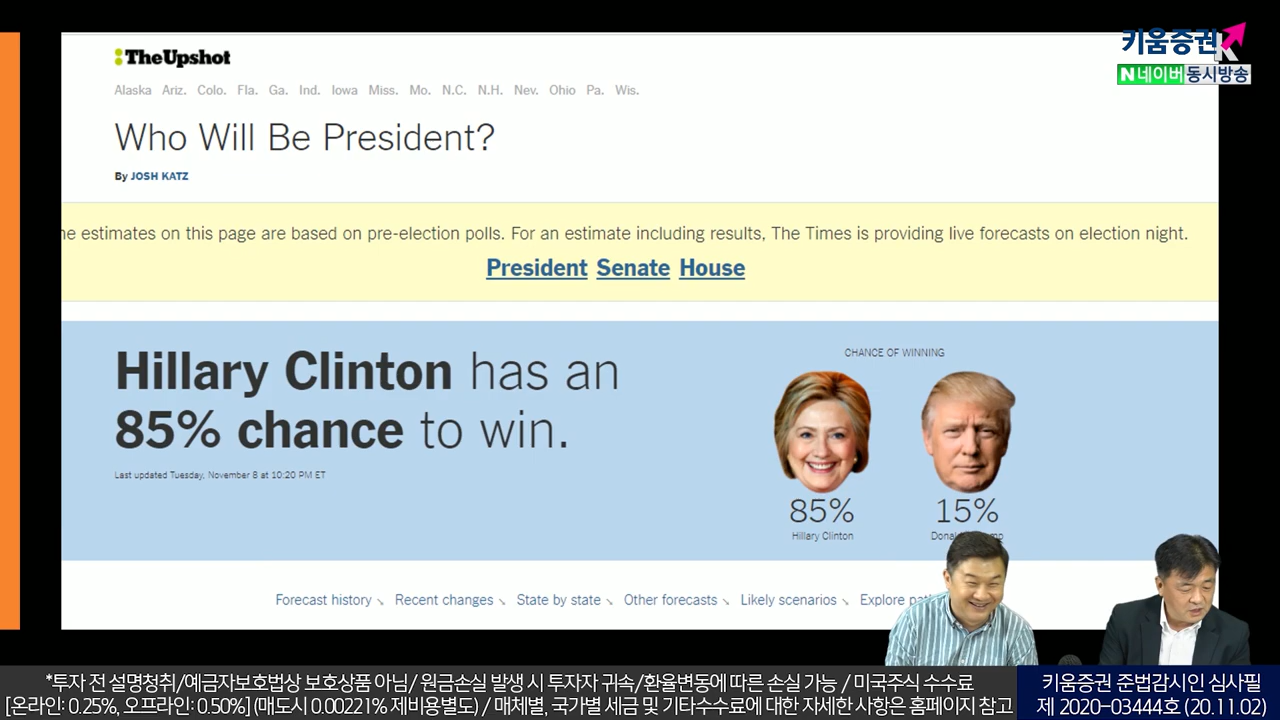 TheUpshot
Alaska Ariz. Colo. Fla. Ga. Ind. Iowa Miss. Mo. N.C. N.H. Nev. Ohio Pa. Wis.
Who Will Be President?
By JOSH KATZ
estimates on this page are based on pre-election polls. For an estimate including results, The Times is providing live forecasts on election night.
President Senate House
Hillary Clinton has an
85% chance to win.
Last updated Tuesday, November 8 at 10:20 PM ET
CHANCE OF WINNING
85% 15%
Hillary Clinton
Forecast history Recent changes State by state Other forecasts Likely scenarios Explore
키움증권
N 네이버 동시방송
*투자 전 설명청취/예금자보호법상 보호상품 아님/ 원금손실 발생 시 투자자 귀속/환율변동에 따른 손실 가능 / 미국주식 수수료
[온라인: 0.25%, 오프라인: 0.50%] (매도시 0.00221% 제비용별도) / 매체별, 국가별 세금 및 기타수수료에 대한 자세한 사항은 홈페이지 참고
키움증권 준법감시인 심사필
제 2020-03444호 (20.11.02)